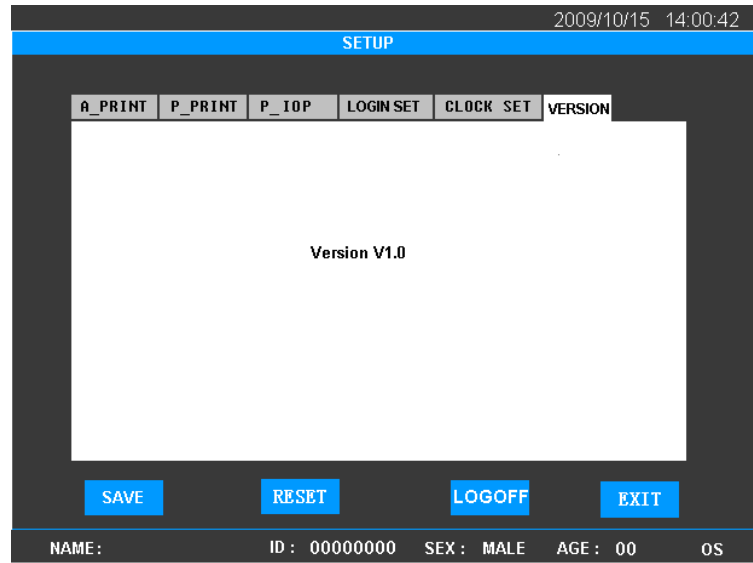 2009/10/15 14:00:42
SETUP
A_PRINT P_PRINT P_IOP LOGIN SET CLOCK SET VERSION
Version V1.0
SAVE RESET LOGOFF EXIT
NAME: ID: 00000000 SEX: MALE AGE: 00 OS